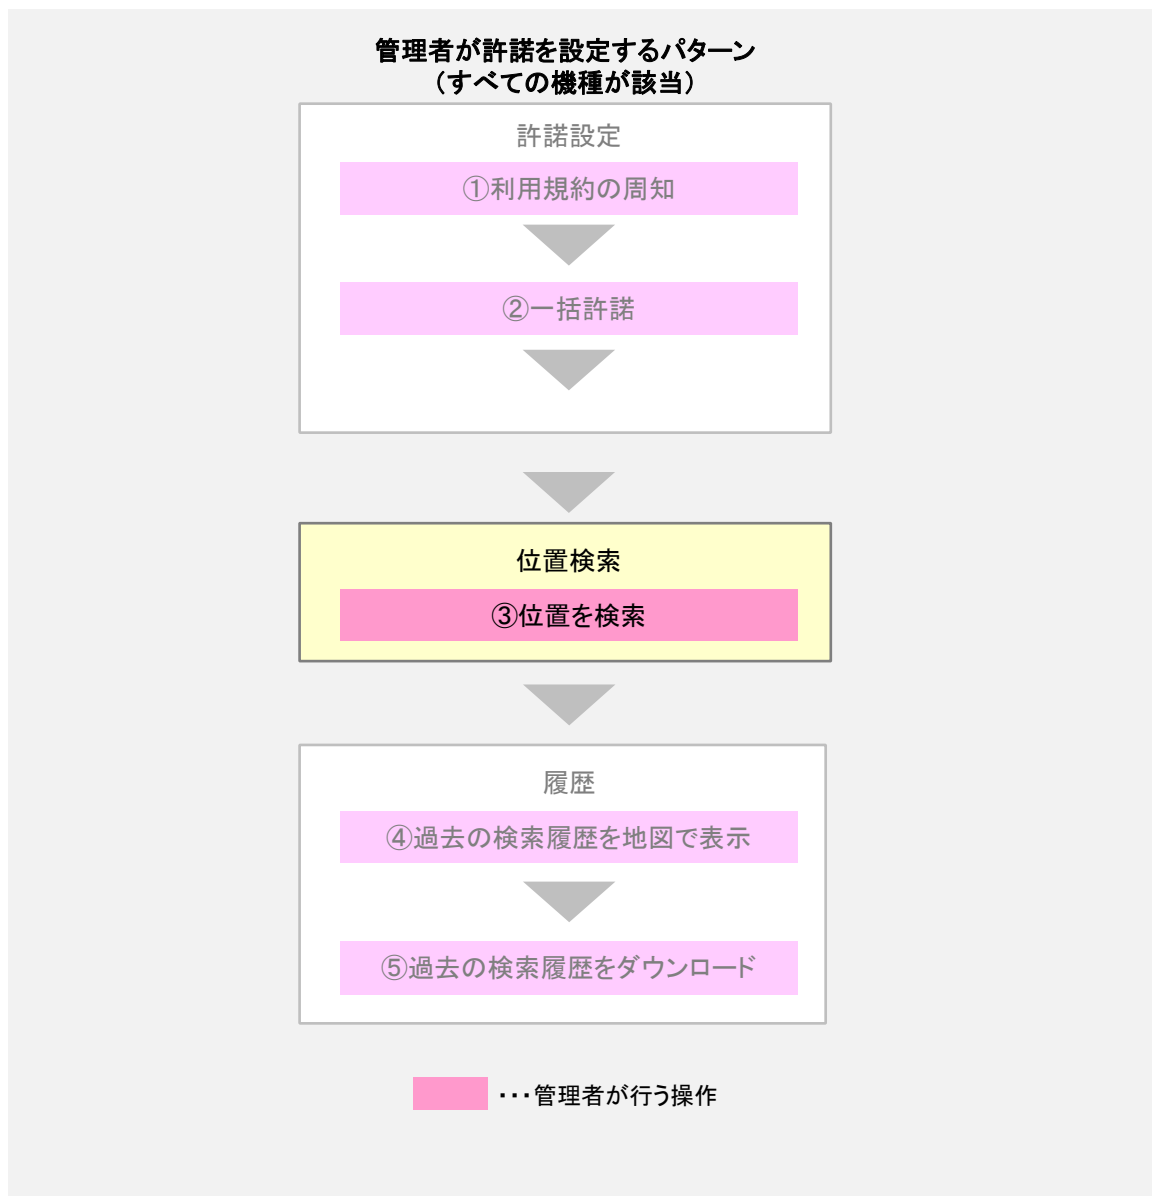 管理者が許諾を設定するパターン
（すべての機種が該当）
許諾設定
①利用規約の周知
②一括許諾
位置検索
③位置を検索
履歴
④過去の検索履歴を地図で表示
⑤過去の検索履歴をダウンロード
・・・管理者が行う操作